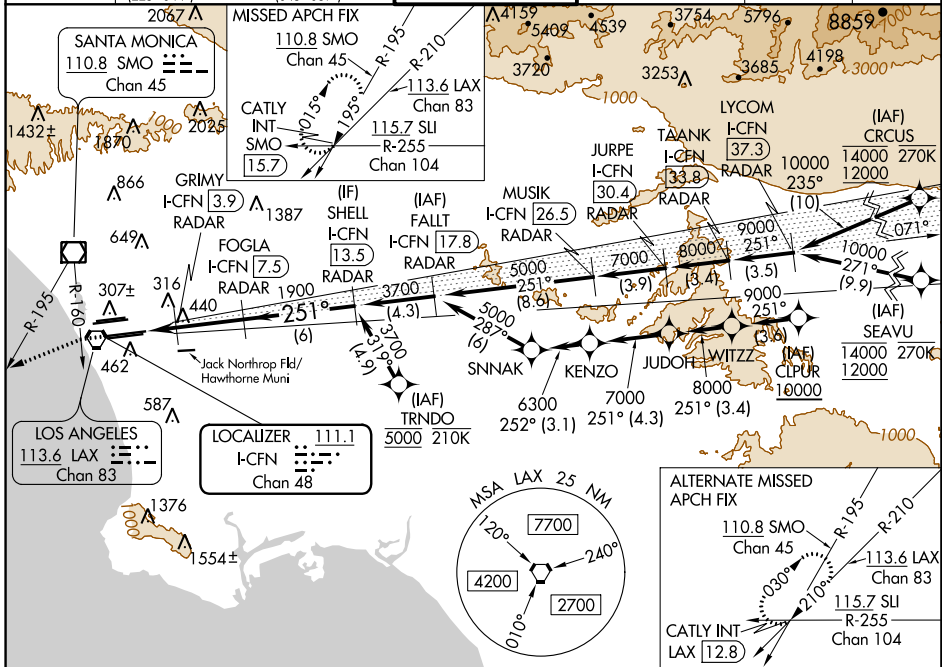 2067
SANTA MONICA
110.8 SMO
Chan 45
1432±
1870
2025
MISSED APCH FIX
110.8 SMO
Chan 45
R-195
R-210
113.6 LAX
Chan 83
CATLY
INT
SMO
15.7
015°
195°
115.7 SLI
R-255
Chan 104
4159
5409
4539
3754
5796
8859
7000
3720
3253
3685
4198
3000
1000
866
649
GRIMY
I-CFN 3.9
RADAR
1387
FOGLA
I-CFN 7.5
RADAR
(IF)
SHELL
I-CFN
13.5
RADAR
(IAF)
FALLT
I-CFN 17.8
RADAR
MUSIK
I-CFN 26.5
RADAR
JURPE
I-CFN
30.4
RADAR
TAANK
I-CFN
33.8
RADAR
LYCOM
I-CFN
37.3
RADAR
10000
235°
(10)
(IAF)
CRCUS
14000 270K
12000
071°
R-195
R-160
307±
316
440
462
1900
251°
(6)
3700
(4.3)
5000
251°
(8.6)
7000
(3.9)
8000
(3.4)
9000
251°
(3.5)
10000
271°
(9.9)
(IAF)
SEAVU
14000 270K
12000
Jack Northrop Fld/
Hawthorne Muni
3700
319°
(4.9)
(IAF)
TRNDO
5000 210K
5000
287°
(6)
SNNAK
KENZO
JUDOH
WITZZ
9000
251°
(3.6)
(IAF)
CLPUR
10000
6300
252° (3.1)
7000
251° (4.3)
8000
251° (3.4)
587
LOS ANGELES
113.6 LAX
Chan 83
LOCALIZER 111.1
I-CFN
Chan 48
1376
1554±
1000
MSA LAX 25 NM
120°
7700
240°
4200
2700
010°
ALTERNATE MISSED
APCH FIX
110.8 SMO
Chan 45
R-195
R-210
113.6 LAX
Chan 83
030°
210°
115.7 SLI
R-255
Chan 104
CATLY INT
LAX 12.8